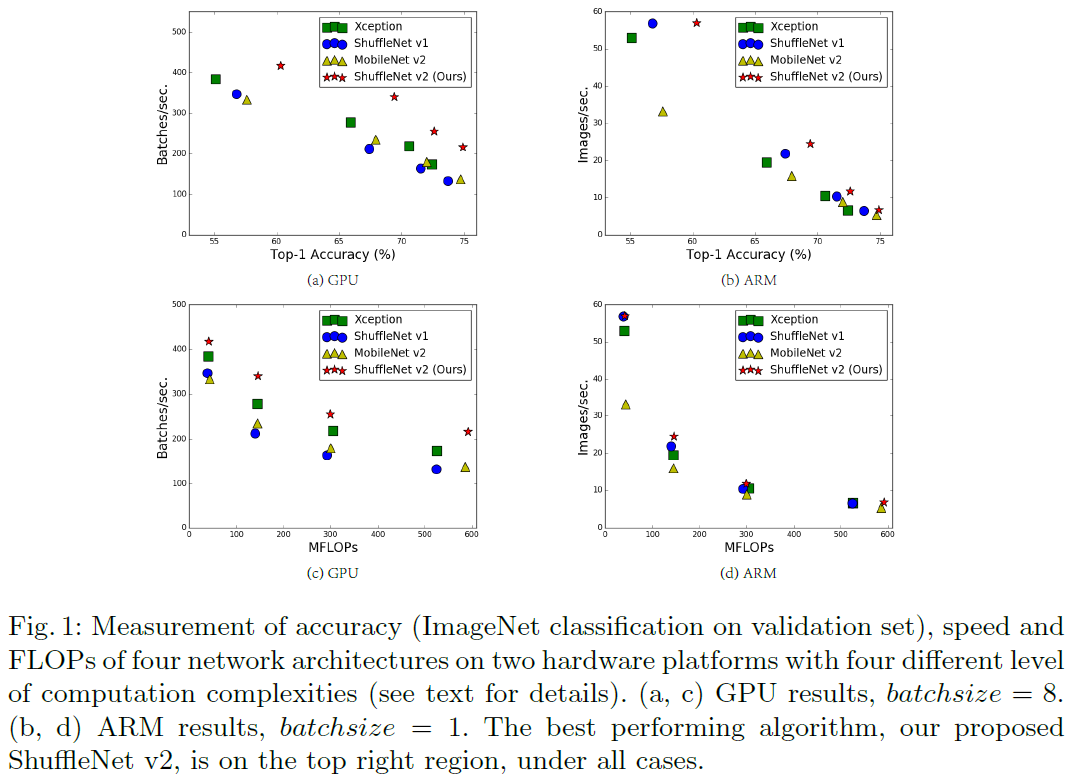 Batches/sec.
500
400
300
200
100
0
Xception
ShuffleNet v1
MobileNet v2
ShuffleNet v2 (Ours)
55 60 65 70 75
Top-1 Accuracy (%)
(a) GPU
Images/sec.
60
50
40
30
20
10
0
Xception
ShuffleNet v1
MobileNet v2
ShuffleNet v2 (Ours)
55 60 65 70 75
Top-1 Accuracy (%)
(b) ARM
Batches/sec.
500
400
300
200
100
0
Xception
ShuffleNet v1
MobileNet v2
ShuffleNet v2 (Ours)
0 100 200 300 400 500 600
MFLOPs
(c) GPU
Images/sec.
60
50
40
30
20
10
0
Xception
ShuffleNet v1
MobileNet v2
ShuffleNet v2 (Ours)
0 100 200 300 400 500 600
MFLOPs
(d) ARM
Fig. 1: Measurement of accuracy (ImageNet classification on validation set), speed and
FLOPs of four network architectures on two hardware platforms with four different level
of computation complexities (see text for details). (a, c) GPU results, batchsize = 8.
(b, d) ARM results, batchsize = 1. The best performing algorithm, our proposed
ShuffleNet v2, is on the top right region, under all cases.